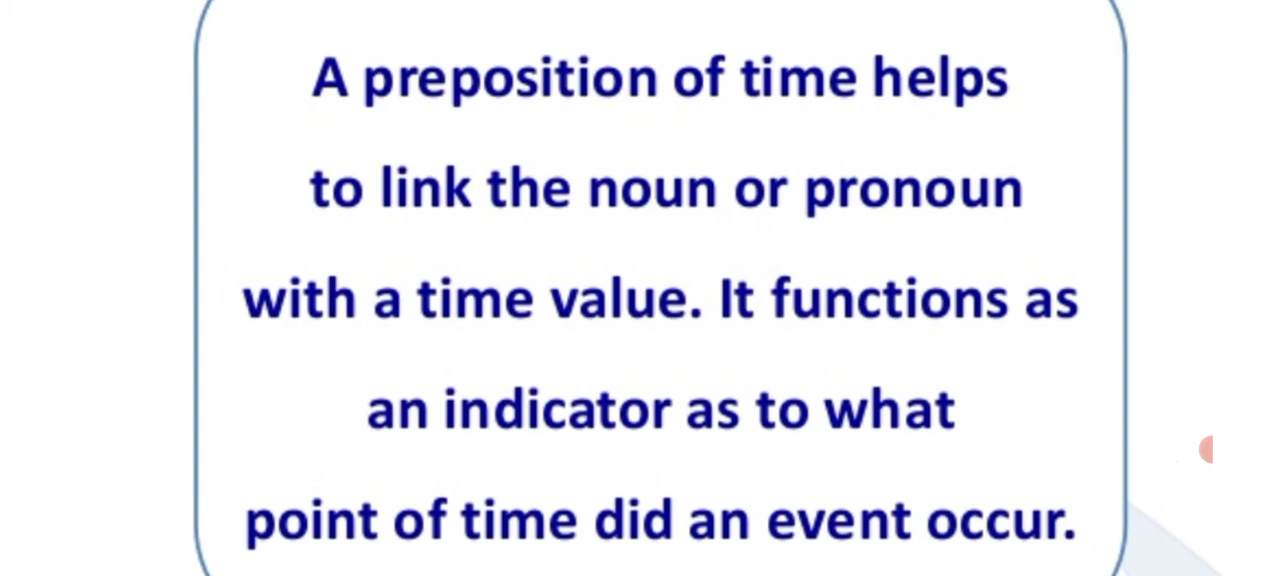 A preposition of time helps
to link the noun or pronoun
with a time value. It functions as
an indicator as to what
point of time did an event occur.